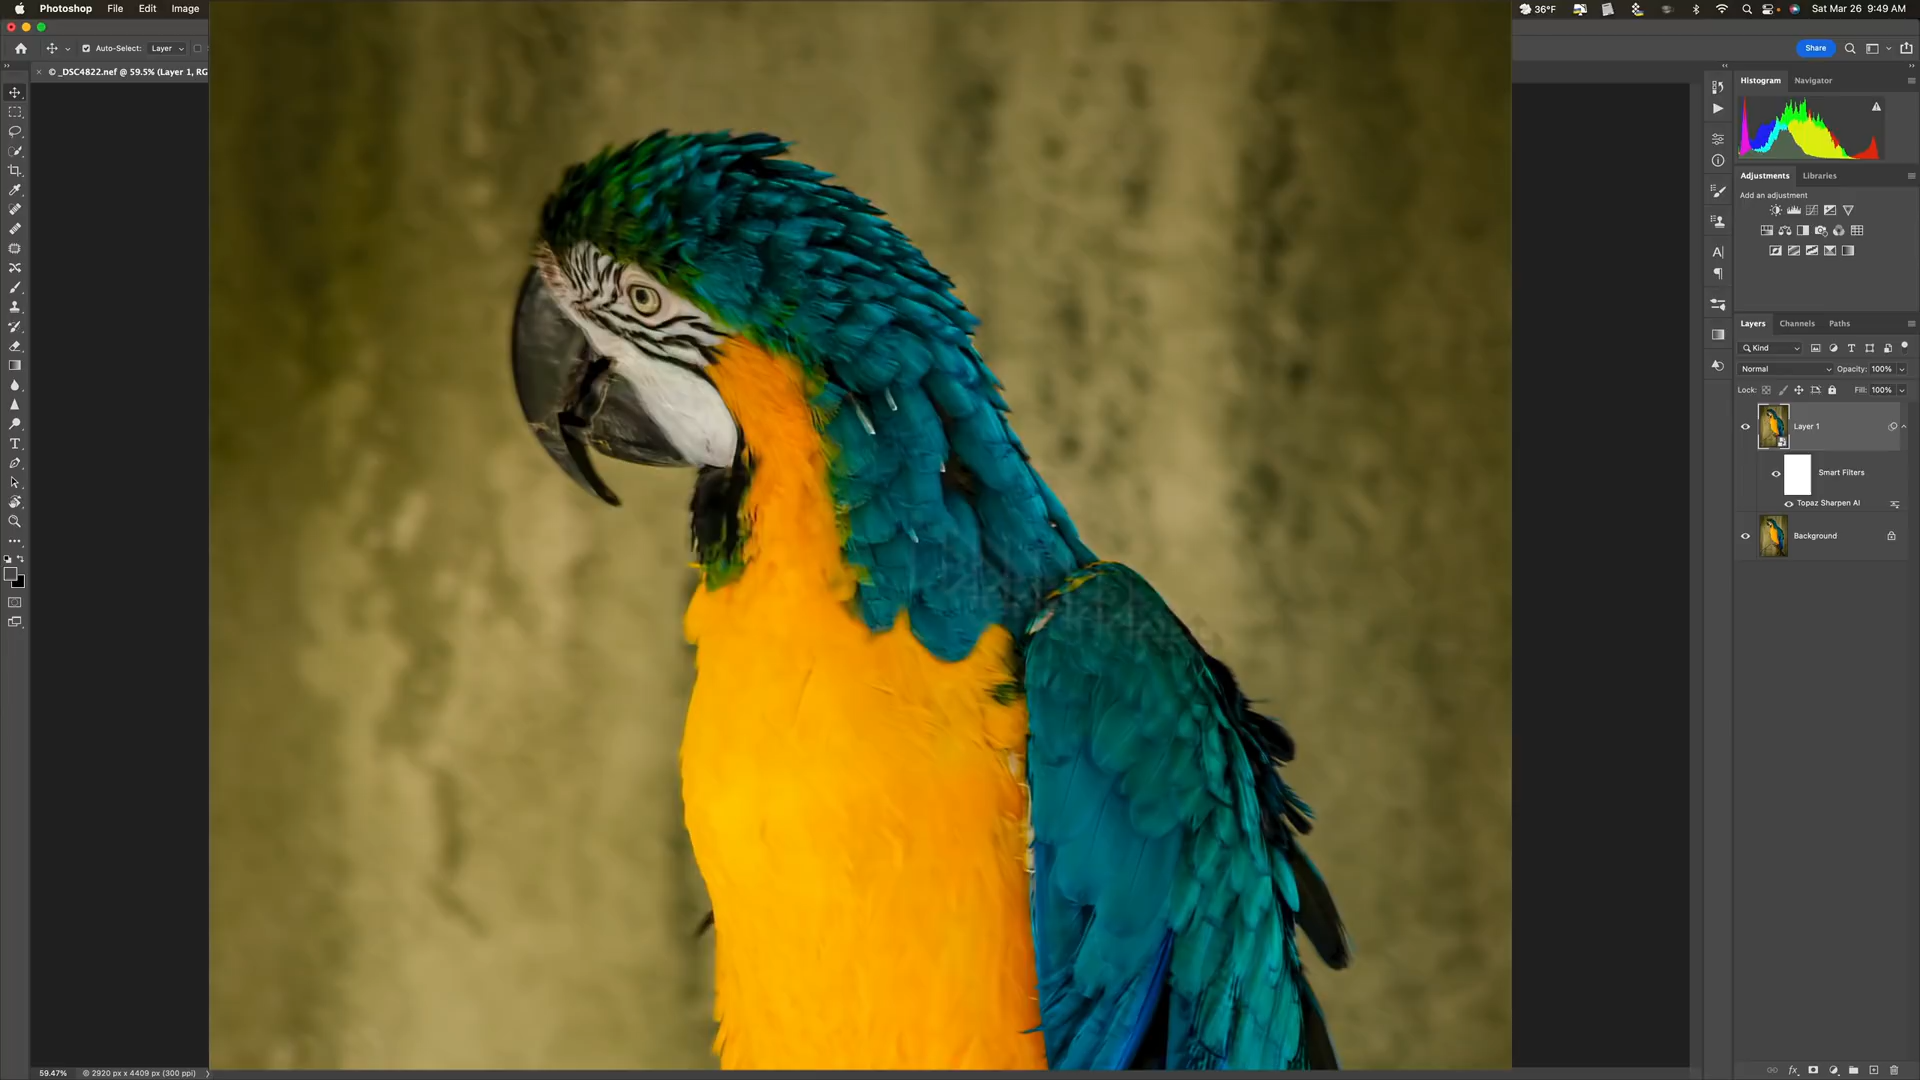 Photoshop File Edit Image 36°F Sat Mar 26 9:49 AM
Auto-Select: Layer Share
© _DSC4822.nef @ 59.5% (Layer 1, RG
Histogram Navigator
Adjustments Libraries
Add an adjustment
Layers Channels Paths
Kind
Normal Opacity: 100%
Lock: Fill: 100%
Layer 1
Smart Filters
Topaz Sharpen AI
Background
59.47% 2920 px x 4409 px (300 ppi)